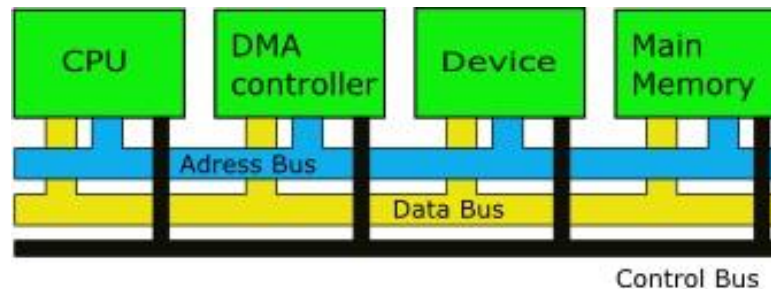 CPU
DMA
controller
Device
Main
Memory
Adress Bus
Data Bus
Control Bus